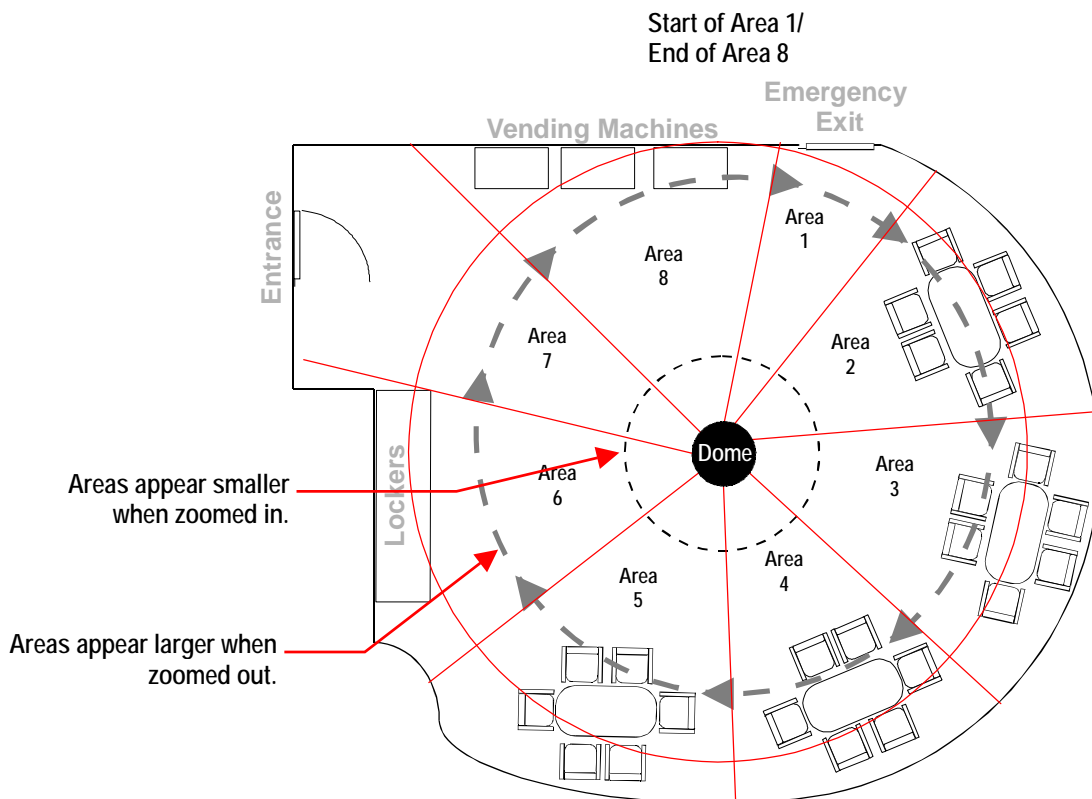 Start of Area 1/
End of Area 8
Emergency
Exit
Vending Machines
Entrance
Area
1
Area
8
Area
2
Area
7
Dome
Area
3
Area
6
Areas appear smaller
when zoomed in.
Lockers
Area
4
Area
5
Areas appear larger when
zoomed out.